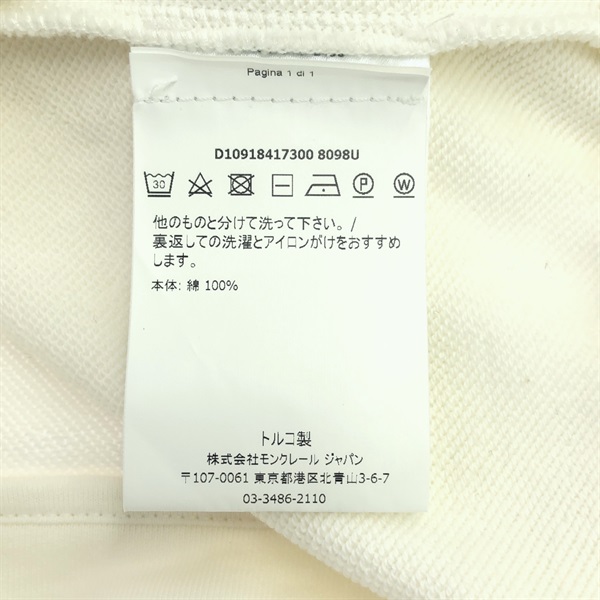 Pagina 1 di 1
D10918417300 8098U
30
P
W
他のものと分けて洗って下さい。/
裏返しての洗濯とアイロンがけをおすすめ
します。
本体: 綿 100%
トルコ製
株式会社モンクレール ジャパン
〒107-0061 東京都港区北青山3-6-7
03-3486-2110